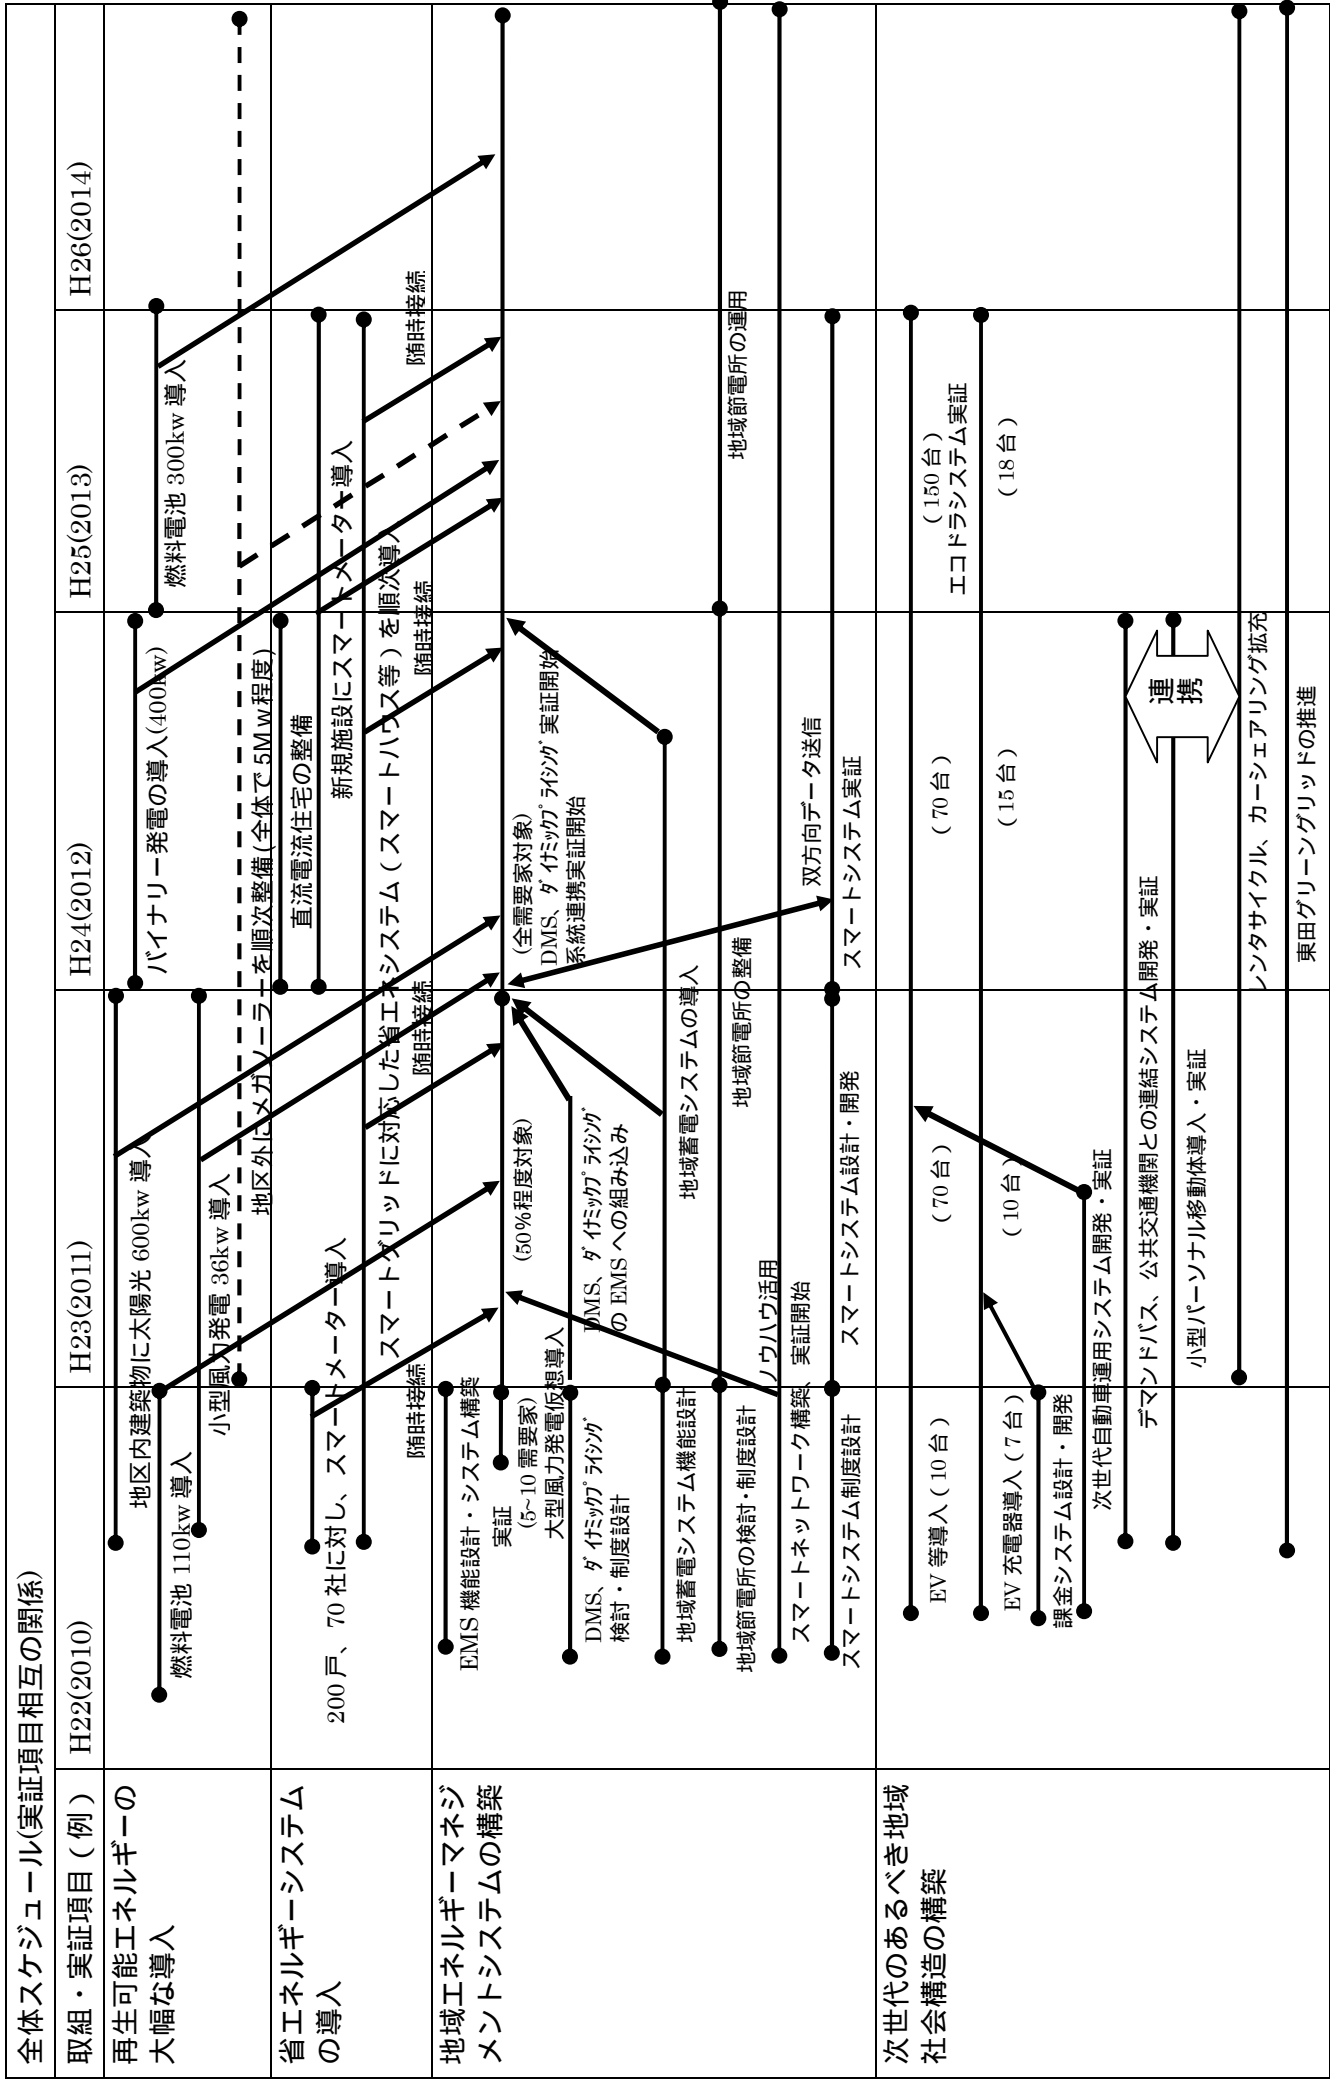 全体スケジュール(実証項目相互の関係)
取組・実証項目(例)
H22(2010)
H23(2011)
H24(2012)
H25(2013)
H26(2014)
再生可能エネルギーの
大幅な導入
地区内建築物に太陽光 600kw 導入
燃料電池 110kw 導入
小型風力発電 36kw 導入
地区外にメガソーラーを順次整備(全体で5Mw程度)
バイナリー発電の導入(400kw)
燃料電池 300kw 導入
省エネルギーシステム
の導入
200 戸、70 社に対し、スマートメーター導入
直流電流住宅の整備
新規施設にスマートメーター導入
スマートグリッドに対応した省エネシステム(スマートハウス等)を順次導入
随時接続
随時接続
随時接続
随時接続
地域エネルギーマネジ
メントシステムの構築
EMS 機能設計・システム構築
実証
(5~10 需要家)
大型風力発電仮想導入
(50%程度対象)
(全需要家対象)
DMS、ダイナミックプライシング実証開始
系統連携実証開始
DMS、ダイナミックプライシング
検討・制度設計
DMS、ダイナミックプライシング
の EMS への組み込み
地域蓄電システム機能設計
地域蓄電システムの導入
地域節電所の検討・制度設計
地域節電所の整備
地域節電所の運用
ノウハウ活用
スマートネットワーク構築、実証開始
双方向データ送信
スマートシステム制度設計
スマートシステム設計・開発
スマートシステム実証
次世代のあるべき地域
社会構造の構築
EV 等導入(10 台)
(70 台)
(70 台)
(150 台)
エコドラシステム実証
EV 充電器導入(7 台)
(10 台)
(15 台)
(18 台)
課金システム設計・開発
次世代自動車運用システム開発・実証
デマンドバス、公共交通機関との連結システム開発・実証
小型パーソナル移動体導入・実証
連
携
レンタサイクル、カーシェアリング拡充
東田グリーングリッドの推進